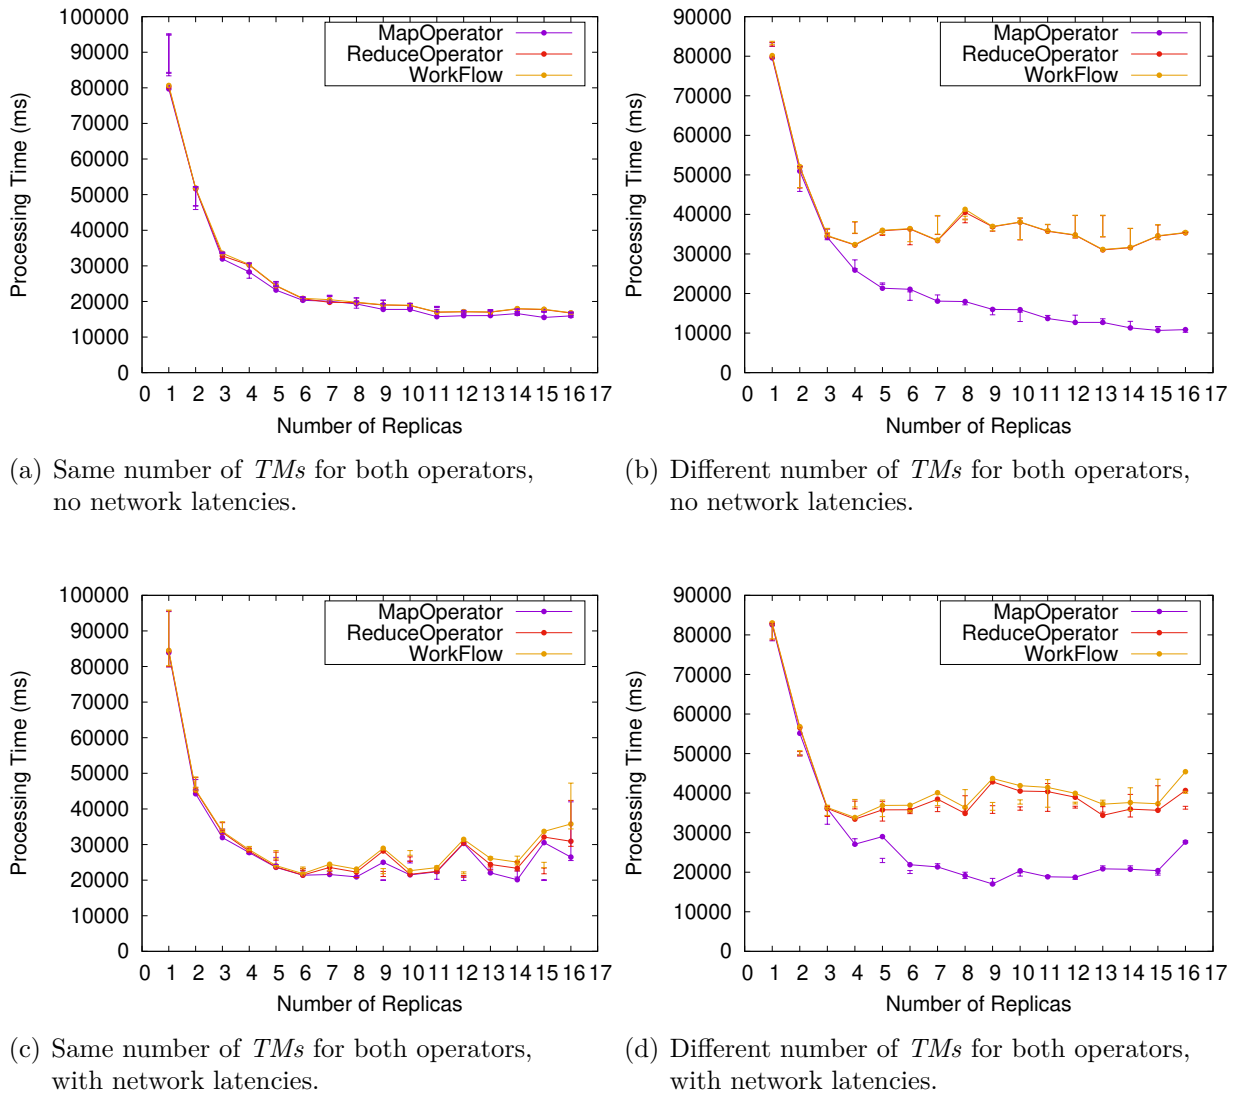 100000
90000
80000
70000
60000
50000
40000
30000
20000
10000
0
0 1 2 3 4 5 6 7 8 9 10 11 12 13 14 15 16 17
Processing Time (ms)
Number of Replicas
MapOperator
ReduceOperator
WorkFlow
(a) Same number of TMs for both operators,
no network latencies.
90000
80000
70000
60000
50000
40000
30000
20000
10000
0
0 1 2 3 4 5 6 7 8 9 10 11 12 13 14 15 16 17
Processing Time (ms)
Number of Replicas
MapOperator
ReduceOperator
WorkFlow
(b) Different number of TMs for both operators,
no network latencies.
100000
90000
80000
70000
60000
50000
40000
30000
20000
10000
0
0 1 2 3 4 5 6 7 8 9 10 11 12 13 14 15 16 17
Processing Time (ms)
Number of Replicas
MapOperator
ReduceOperator
WorkFlow
(c) Same number of TMs for both operators,
with network latencies.
90000
80000
70000
60000
50000
40000
30000
20000
10000
0
0 1 2 3 4 5 6 7 8 9 10 11 12 13 14 15 16 17
Processing Time (ms)
Number of Replicas
MapOperator
ReduceOperator
WorkFlow
(d) Different number of TMs for both operators,
with network latencies.